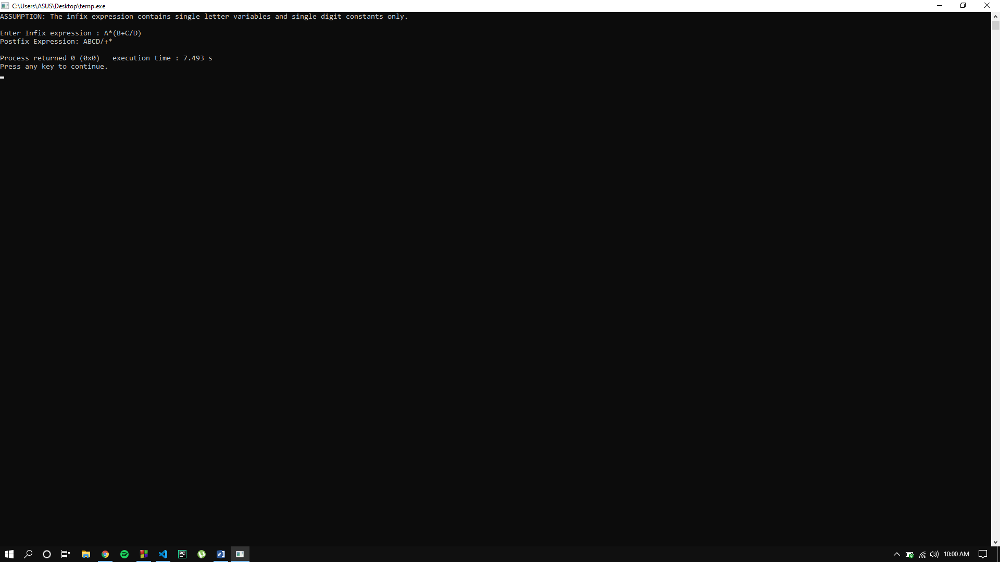 C:\Users\ASUS\Desktop\temp.exe
ASSUMPTION: The infix expression contains single letter variables and single digit constants only.
Enter Infix expression : A*(B+C/D)
Postfix Expression: ABCD/+*
Process returned 0 (0x0)   execution time : 7.493 s
Press any key to continue.
PC
W
10:00 AM